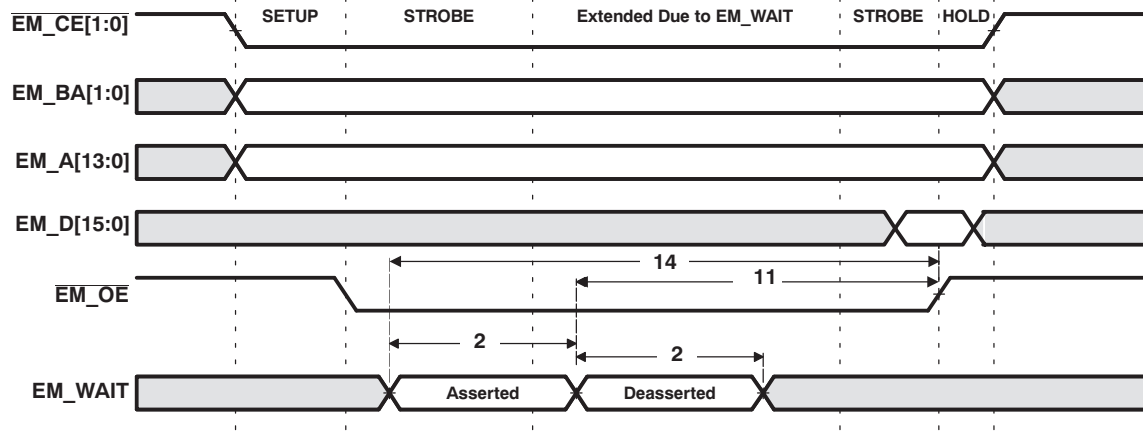 EM_CE[1:0] SETUP STROBE Extended Due to EM_WAIT STROBE HOLD
EM_BA[1:0]
EM_A[13:0]
EM_D[15:0]
14
11
EM_OE
2
2
EM_WAIT Asserted Deasserted